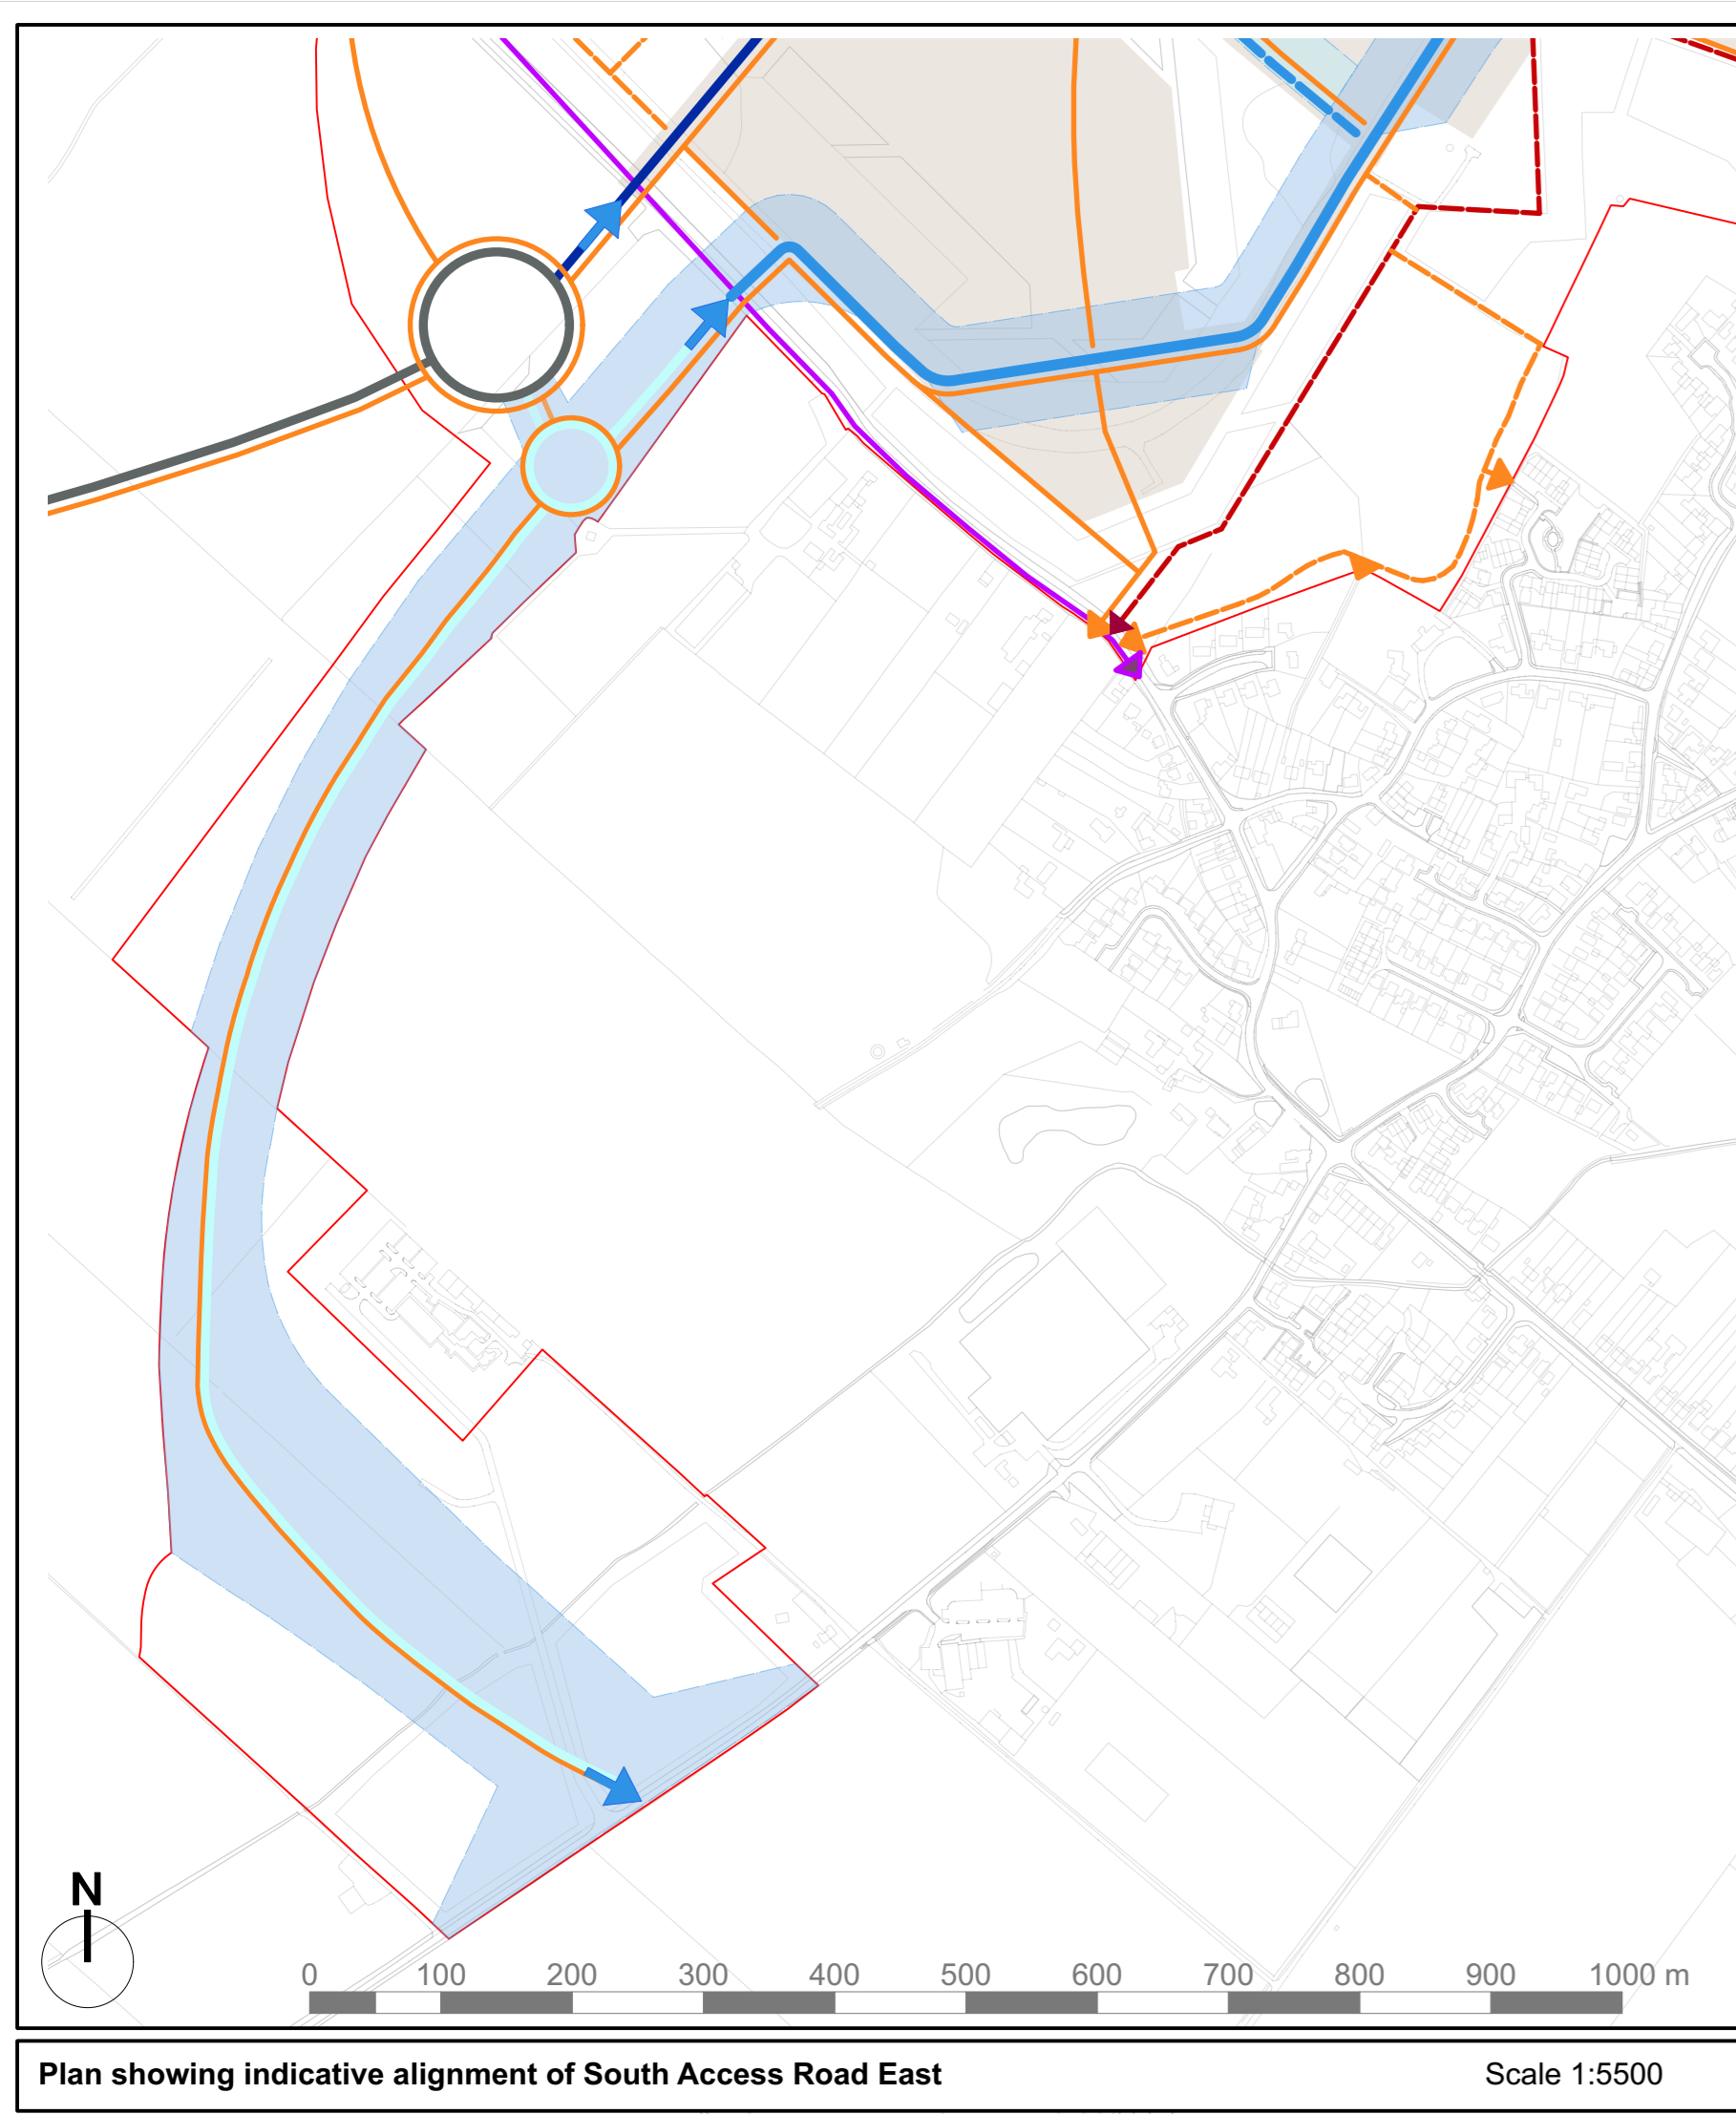 N
0 100 200 300 400 500 600 700 800 900 1000 m
Plan showing indicative alignment of South Access Road East Scale 1:5500